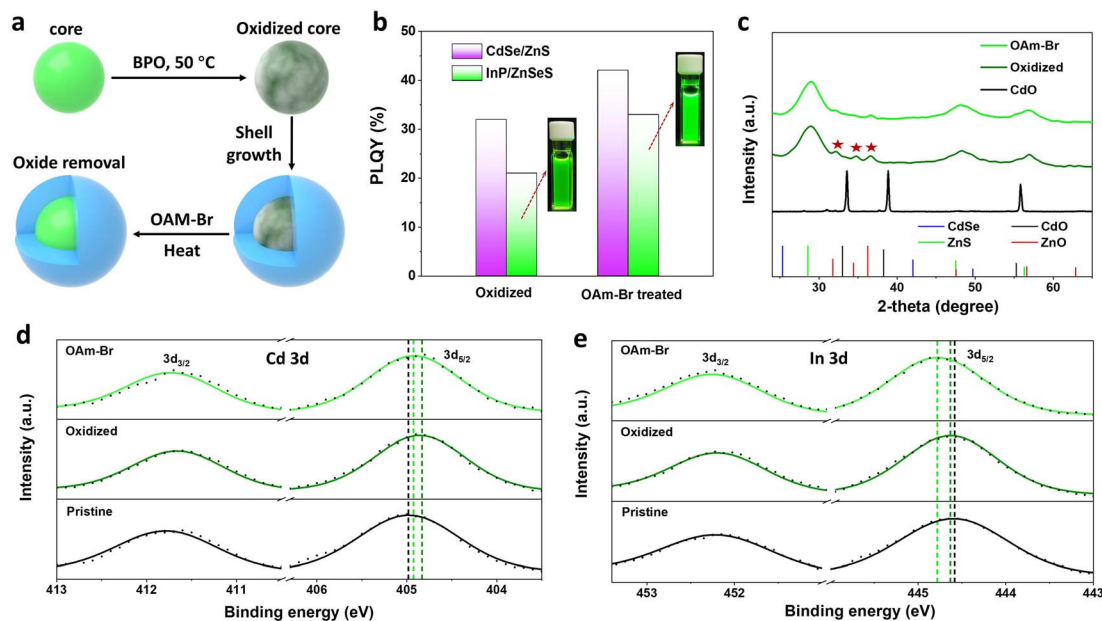 a
core
BPO, 50 °C
Oxidized core
Shell
growth
Oxide removal
OAM-Br
Heat
b
PLQY (%)
50
40
30
20
10
0
CdSe/ZnS
InP/ZnSeS
Oxidized
OAm-Br treated
c
Intensity (a.u.)
OAm-Br
Oxidized
CdO
CdSe
CdO
ZnS
ZnO
30
40
50
60
2-theta (degree)
d
Intensity (a.u.)
OAm-Br
3d3/2
Cd 3d
3d5/2
Oxidized
Pristine
413
412
411
406
405
404
Binding energy (eV)
e
Intensity (a.u.)
OAm-Br
3d3/2
In 3d
3d5/2
Oxidized
Pristine
453
452
445
444
443
Binding energy (eV)